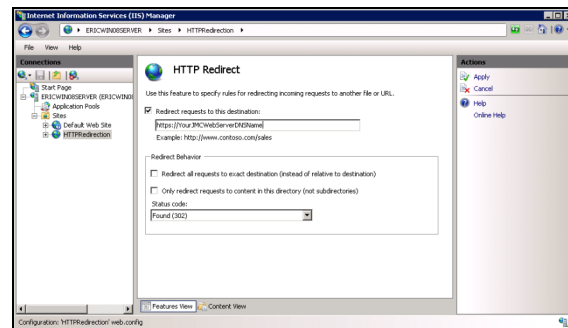 Internet Information Services (IIS) Manager
ERICWIN08SERVER ▸ Sites ▸ HTTPRedirection ▸
File View Help
Connections
Start Page
ERICWIN08SERVER (ERICWIN0
Application Pools
Sites
Default Web Site
HTTPRedirection
HTTP Redirect
Use this feature to specify rules for redirecting incoming requests to another file or URL.
Redirect requests to this destination:
https://YourJMCWebServerDNSName
Example: http://www.contoso.com/sales
Redirect Behavior
Redirect all requests to exact destination (instead of relative to destination)
Only redirect requests to content in this directory (not subdirectories)
Status code:
Found (302)
Features View Content View
Actions
Apply
Cancel
Help
Online Help
Configuration: 'HTTPRedirection' web.config